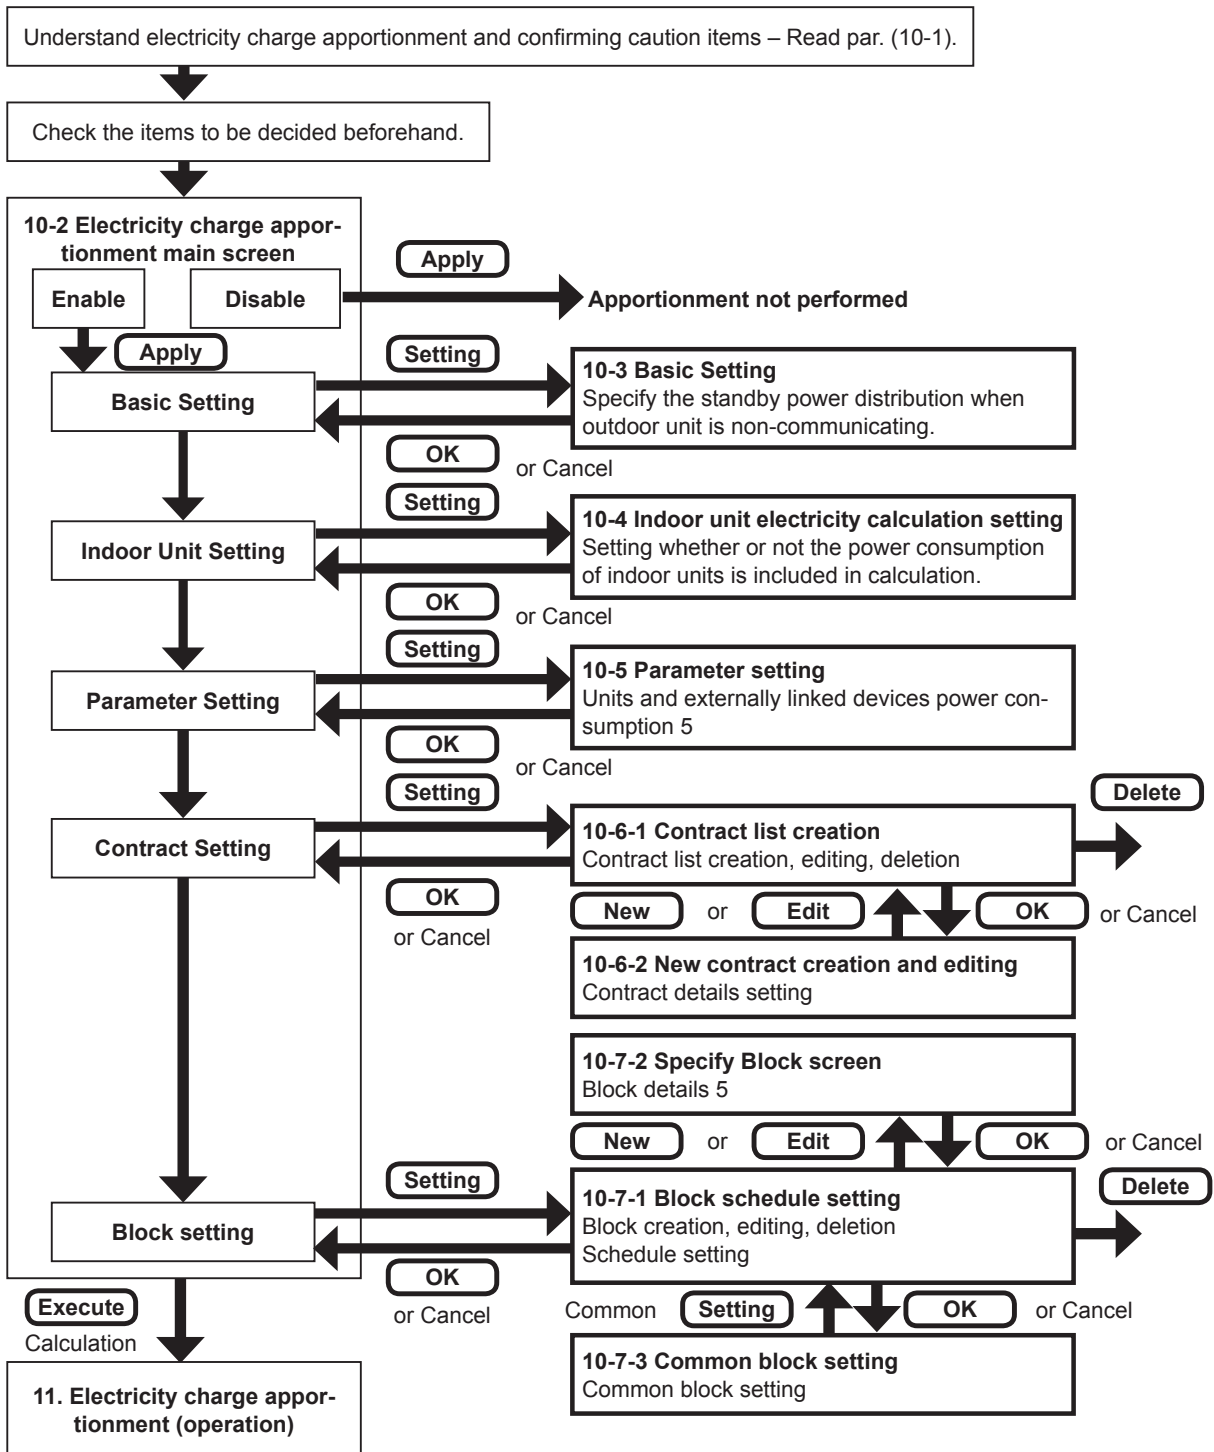 Understand electricity charge apportionment and confirming caution items – Read par. (10-1).
Check the items to be decided beforehand.
10-2 Electricity charge appor-
tionment main screen
Enable
Disable
Apply
Apportionment not performed
Apply
Basic Setting
Setting
10-3 Basic Setting
Specify the standby power distribution when
outdoor unit is non-communicating.
OK
or Cancel
Indoor Unit Setting
Setting
10-4 Indoor unit electricity calculation setting
Setting whether or not the power consumption
of indoor units is included in calculation.
OK
or Cancel
Parameter Setting
Setting
10-5 Parameter setting
Units and externally linked devices power con-
sumption 5
OK
or Cancel
Contract Setting
Setting
10-6-1 Contract list creation
Contract list creation, editing, deletion
Delete
OK
or Cancel
New or Edit
OK or Cancel
10-6-2 New contract creation and editing
Contract details setting
10-7-2 Specify Block screen
Block details 5
New or Edit
OK or Cancel
Block setting
Setting
10-7-1 Block schedule setting
Block creation, editing, deletion
Schedule setting
Delete
OK
or Cancel
Common Setting
OK or Cancel
10-7-3 Common block setting
Common block setting
Execute
Calculation
11. Electricity charge appor-
tionment (operation)